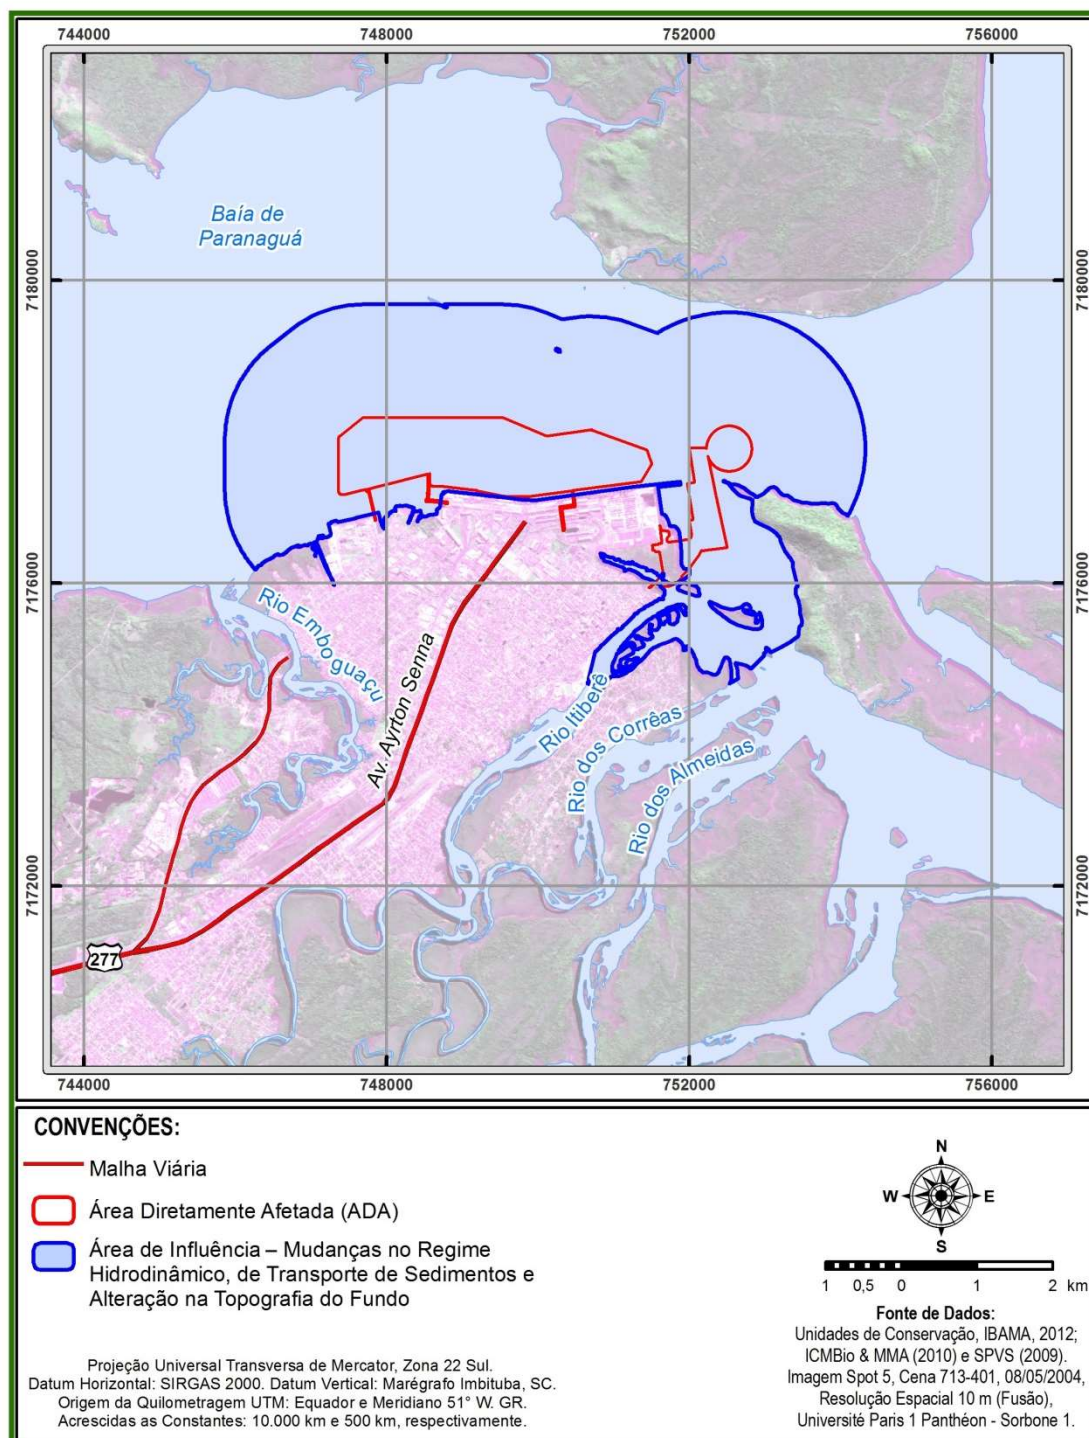 744000
748000
752000
756000
Baía de
Paranaguá
7180000
7180000
7176000
7176000
Rio Emboguaçu
Av. Ayrton Senna
Rio Itiberê
Rio dos Corrêas
Rio dos Almeidas
7172000
7172000
277
744000
748000
752000
756000
CONVENÇÕES:
Malha Viária
Área Diretamente Afetada (ADA)
Área de Influência – Mudanças no Regime
Hidrodinâmico, de Transporte de Sedimentos e
Alteração na Topografia do Fundo
N
W
E
S
1 0,5 0 1 2 km
Fonte de Dados:
Unidades de Conservação, IBAMA, 2012;
ICMBio & MMA (2010) e SPVS (2009).
Imagem Spot 5, Cena 713-401, 08/05/2004,
Resolução Espacial 10 m (Fusão),
Université Paris 1 Panthéon - Sorbone 1.
Projeção Universal Transversa de Mercator, Zona 22 Sul.
Datum Horizontal: SIRGAS 2000. Datum Vertical: Marégrafo Imbituba, SC.
Origem da Quilometragem UTM: Equador e Meridiano 51° W. GR.
Acrescidas as Constantes: 10.000 km e 500 km, respectivamente.